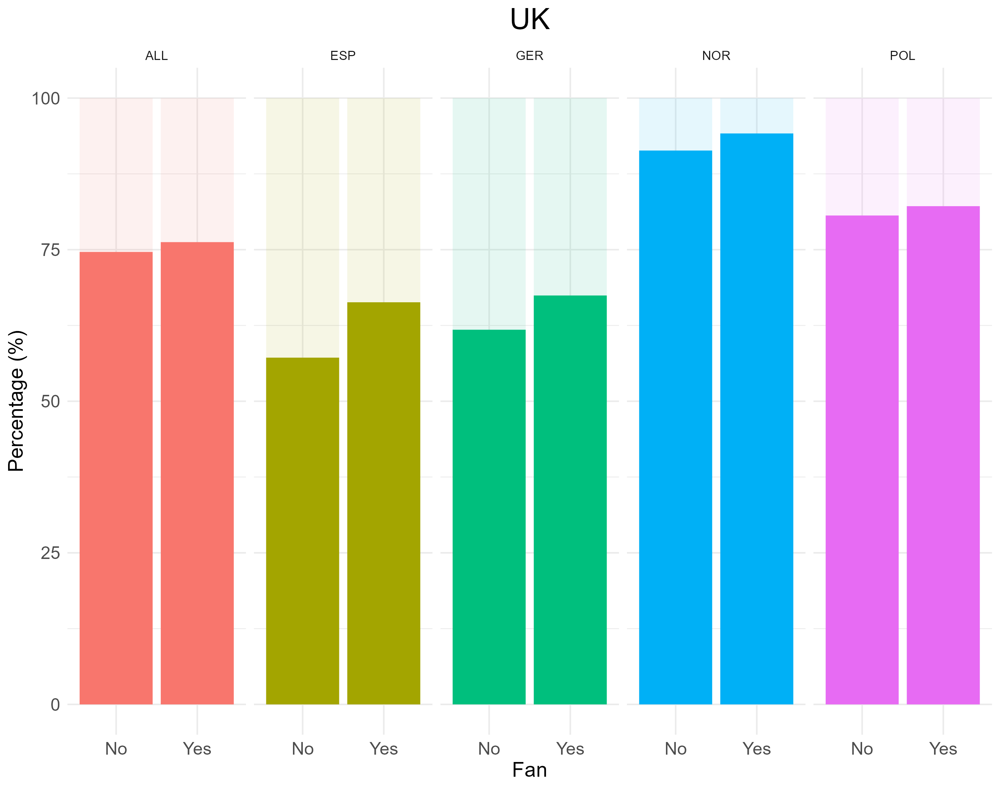 UK
ALL ESP GER NOR POL
100
75
50
25
0
Percentage (%)
No Yes No Yes No Yes No Yes No Yes
Fan